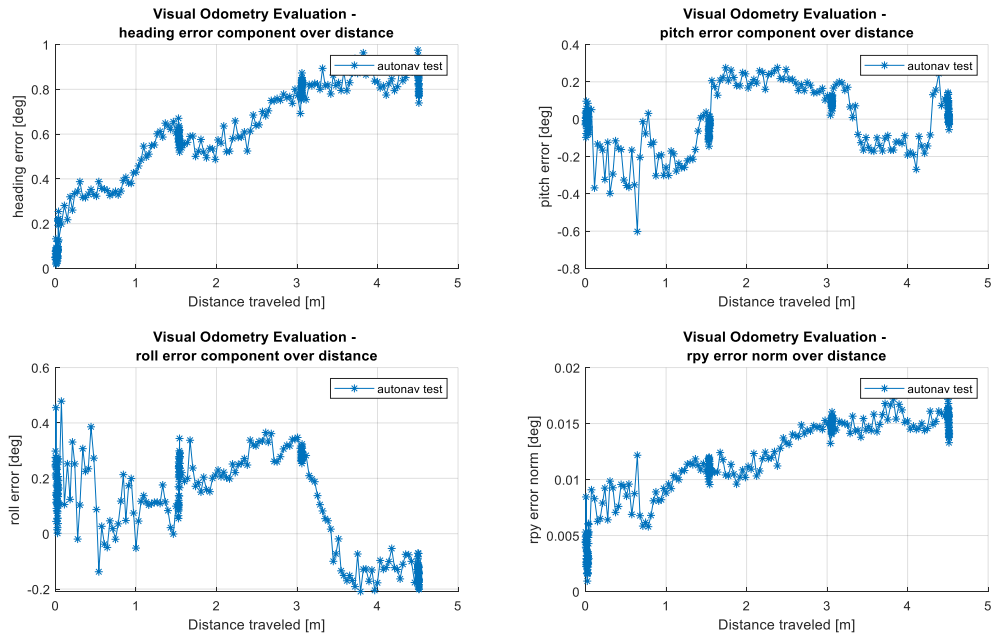 Visual Odometry Evaluation -
heading error component over distance
1
0.8
0.6
0.4
0.2
0
heading error [deg]
autonav test
0 1 2 3 4 5
Distance traveled [m]
Visual Odometry Evaluation -
pitch error component over distance
0.4
0.2
0
-0.2
-0.4
-0.6
-0.8
pitch error [deg]
autonav test
0 1 2 3 4 5
Distance traveled [m]
Visual Odometry Evaluation -
roll error component over distance
0.6
0.4
0.2
0
-0.2
roll error [deg]
autonav test
0 1 2 3 4 5
Distance traveled [m]
Visual Odometry Evaluation -
rpy error norm over distance
0.02
0.015
0.01
0.005
0
rpy error norm [deg]
autonav test
0 1 2 3 4 5
Distance traveled [m]